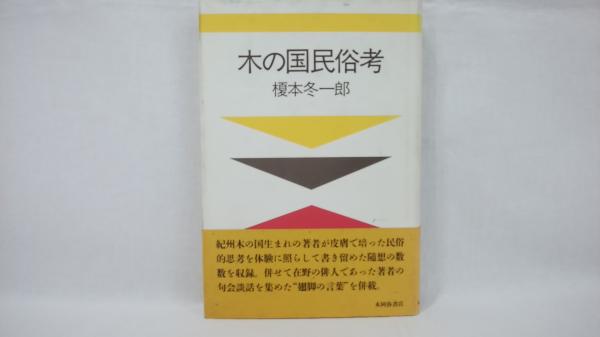 木の国民俗考
榎本冬一郎
紀州木の国生まれの著者が皮膚で培った民俗
的思考を体験に照らして書き留めた随想の数
数を収録。併せて在野の俳人であった著者の
句会談話を集めた"翅脚の言葉"を併載。